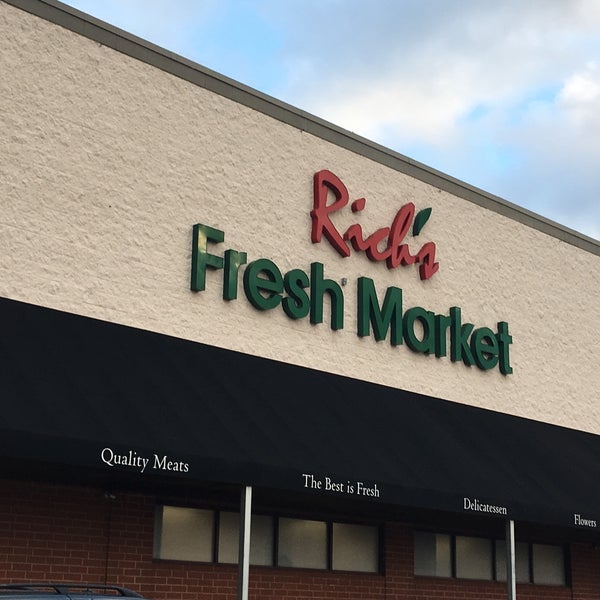 Rich's
Fresh Market
Quality Meats
The Best is Fresh
Delicatessen
Flowers